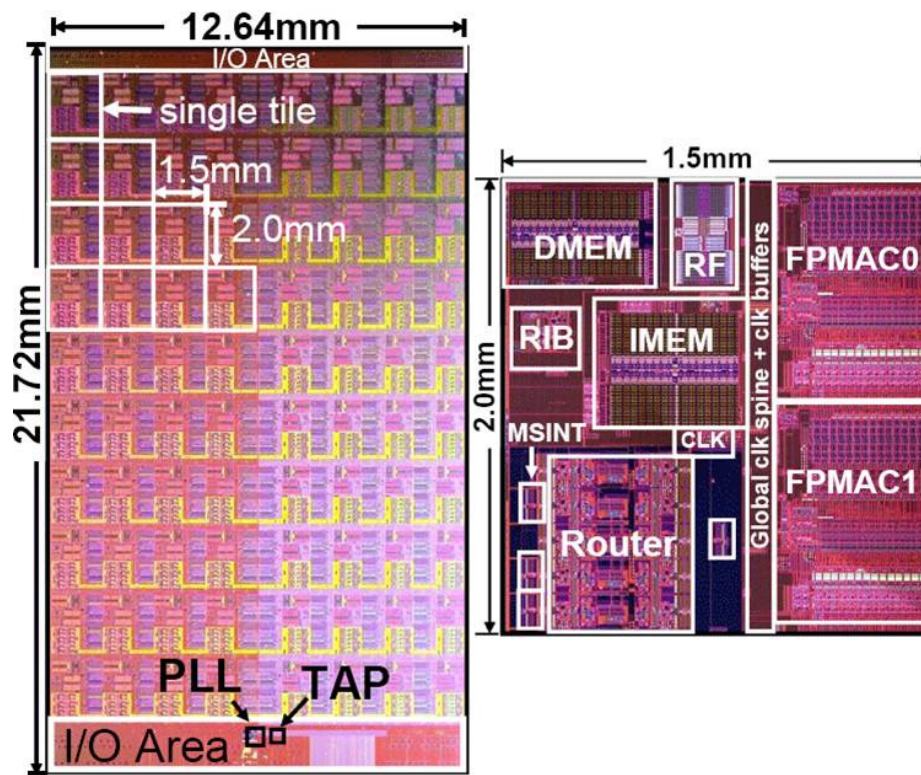 12.64mm
I/O Area
single tile
1.5mm
2.0mm
21.72mm
PLL
TAP
I/O Area
1.5mm
2.0mm
DMEM
RF
FPMAC0
RIB
IMEM
MSINT
CLK
Global clk spine + clk buffers
Router
FPMAC1